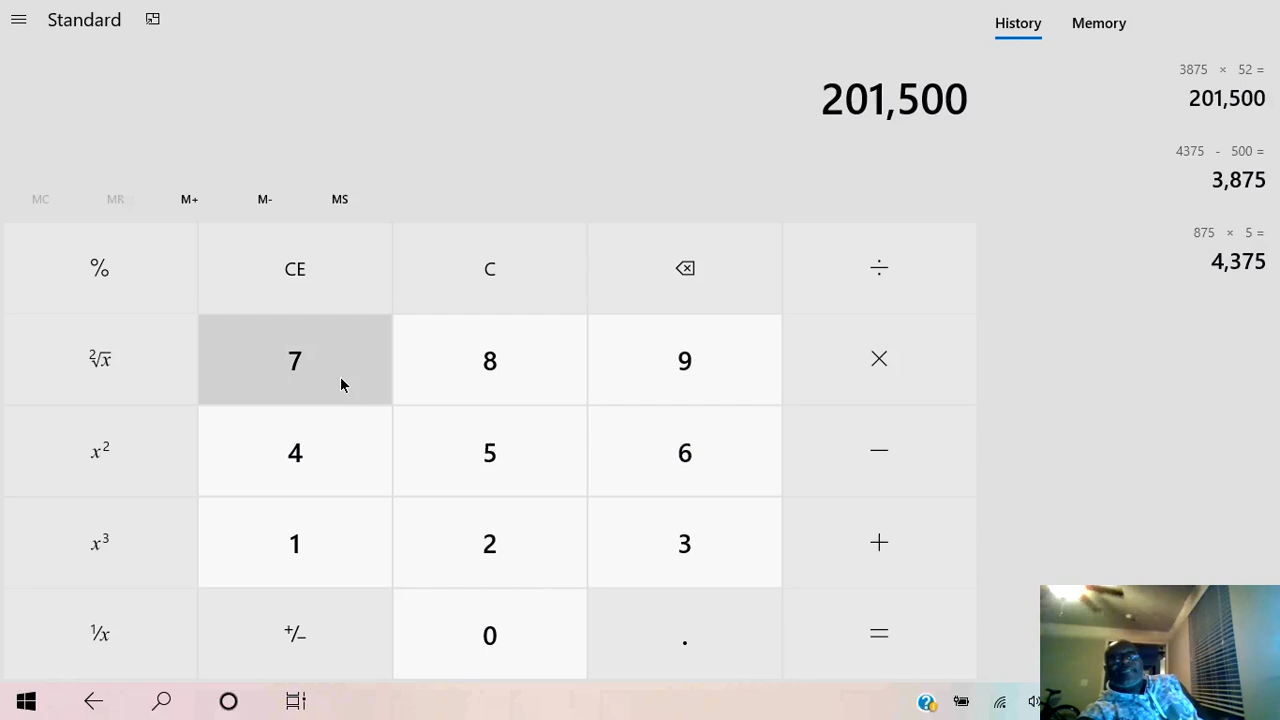 Standard
History Memory
201,500
3875 × 52 =
201,500
4375 - 500 =
3,875
875 × 5 =
4,375
MC MR M+ M- MS
% CE C ÷
²√x 7 8 9 ×
x² 4 5 6 −
x³ 1 2 3 +
¹/x +/− 0 . =